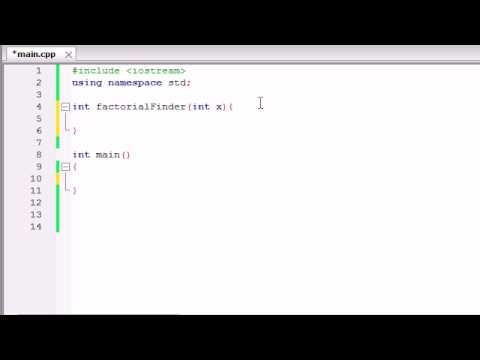 *main.cpp
1 #include <iostream>
2 using namespace std;
3
4 int factorialFinder(int x){
5
6 }
7
8 int main()
9 {
10
11 }
12
13
14